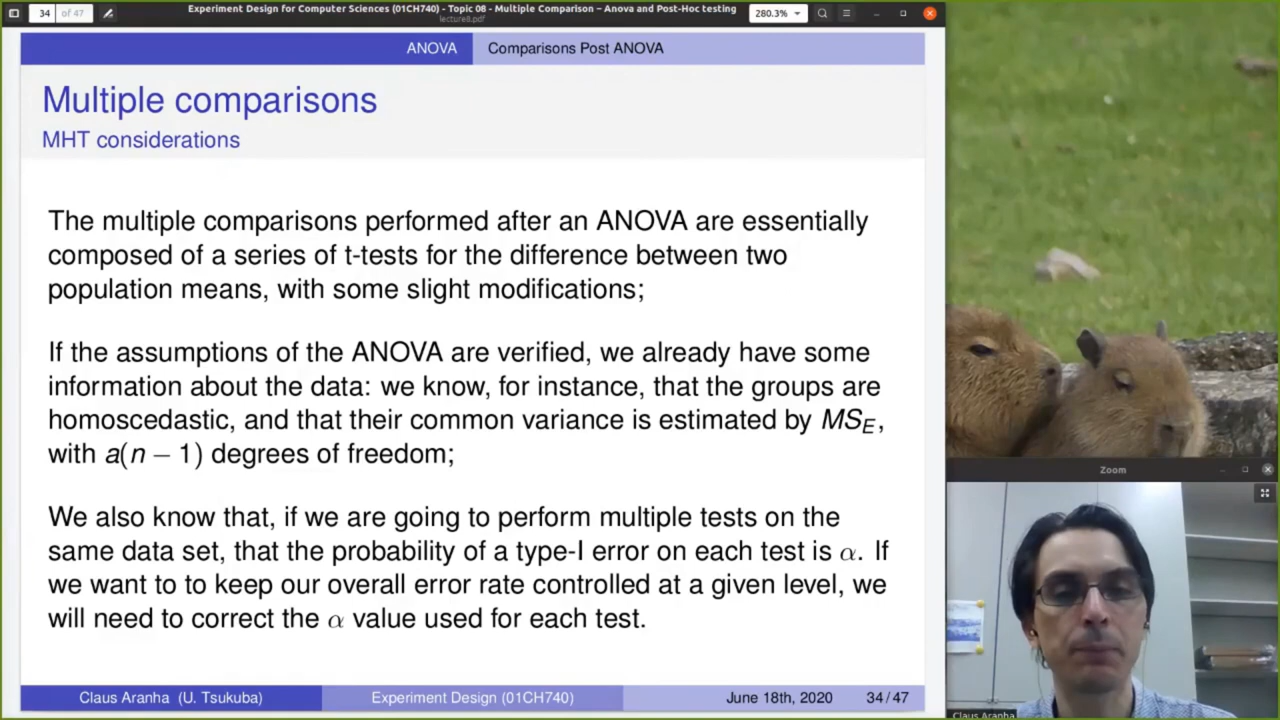 34 of 47
Experiment Design for Computer Sciences (01CH740) - Topic 08 - Multiple Comparison – Anova and Post-Hoc testing
lecture8.pdf
280.3%
ANOVA
Comparisons Post ANOVA
Multiple comparisons
MHT considerations
The multiple comparisons performed after an ANOVA are essentially
composed of a series of t-tests for the difference between two
population means, with some slight modifications;
If the assumptions of the ANOVA are verified, we already have some
information about the data: we know, for instance, that the groups are
homoscedastic, and that their common variance is estimated by MS_E,
with a(n − 1) degrees of freedom;
We also know that, if we are going to perform multiple tests on the
same data set, that the probability of a type-I error on each test is α. If
we want to to keep our overall error rate controlled at a given level, we
will need to correct the α value used for each test.
Claus Aranha (U. Tsukuba)
Experiment Design (01CH740)
June 18th, 2020
34 / 47
Zoom
Claus Aranha